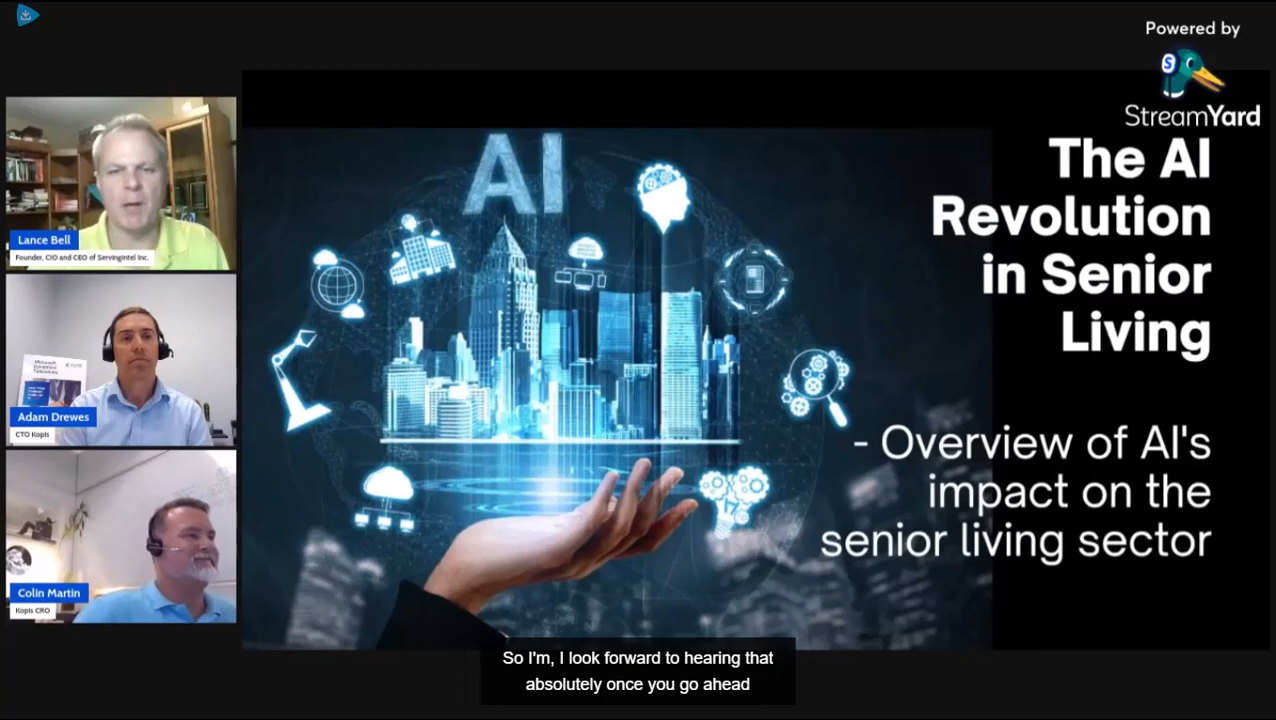 Powered by
StreamYard
Lance Bell
Founder, CIO and CEO of ServingIntel Inc.
Adam Drewes
CTO Kopis
Colin Martin
Kopis CRO
AI
The AI
Revolution
in Senior
Living
- Overview of AI's
impact on the
senior living sector
So I'm, I look forward to hearing that
absolutely once you go ahead